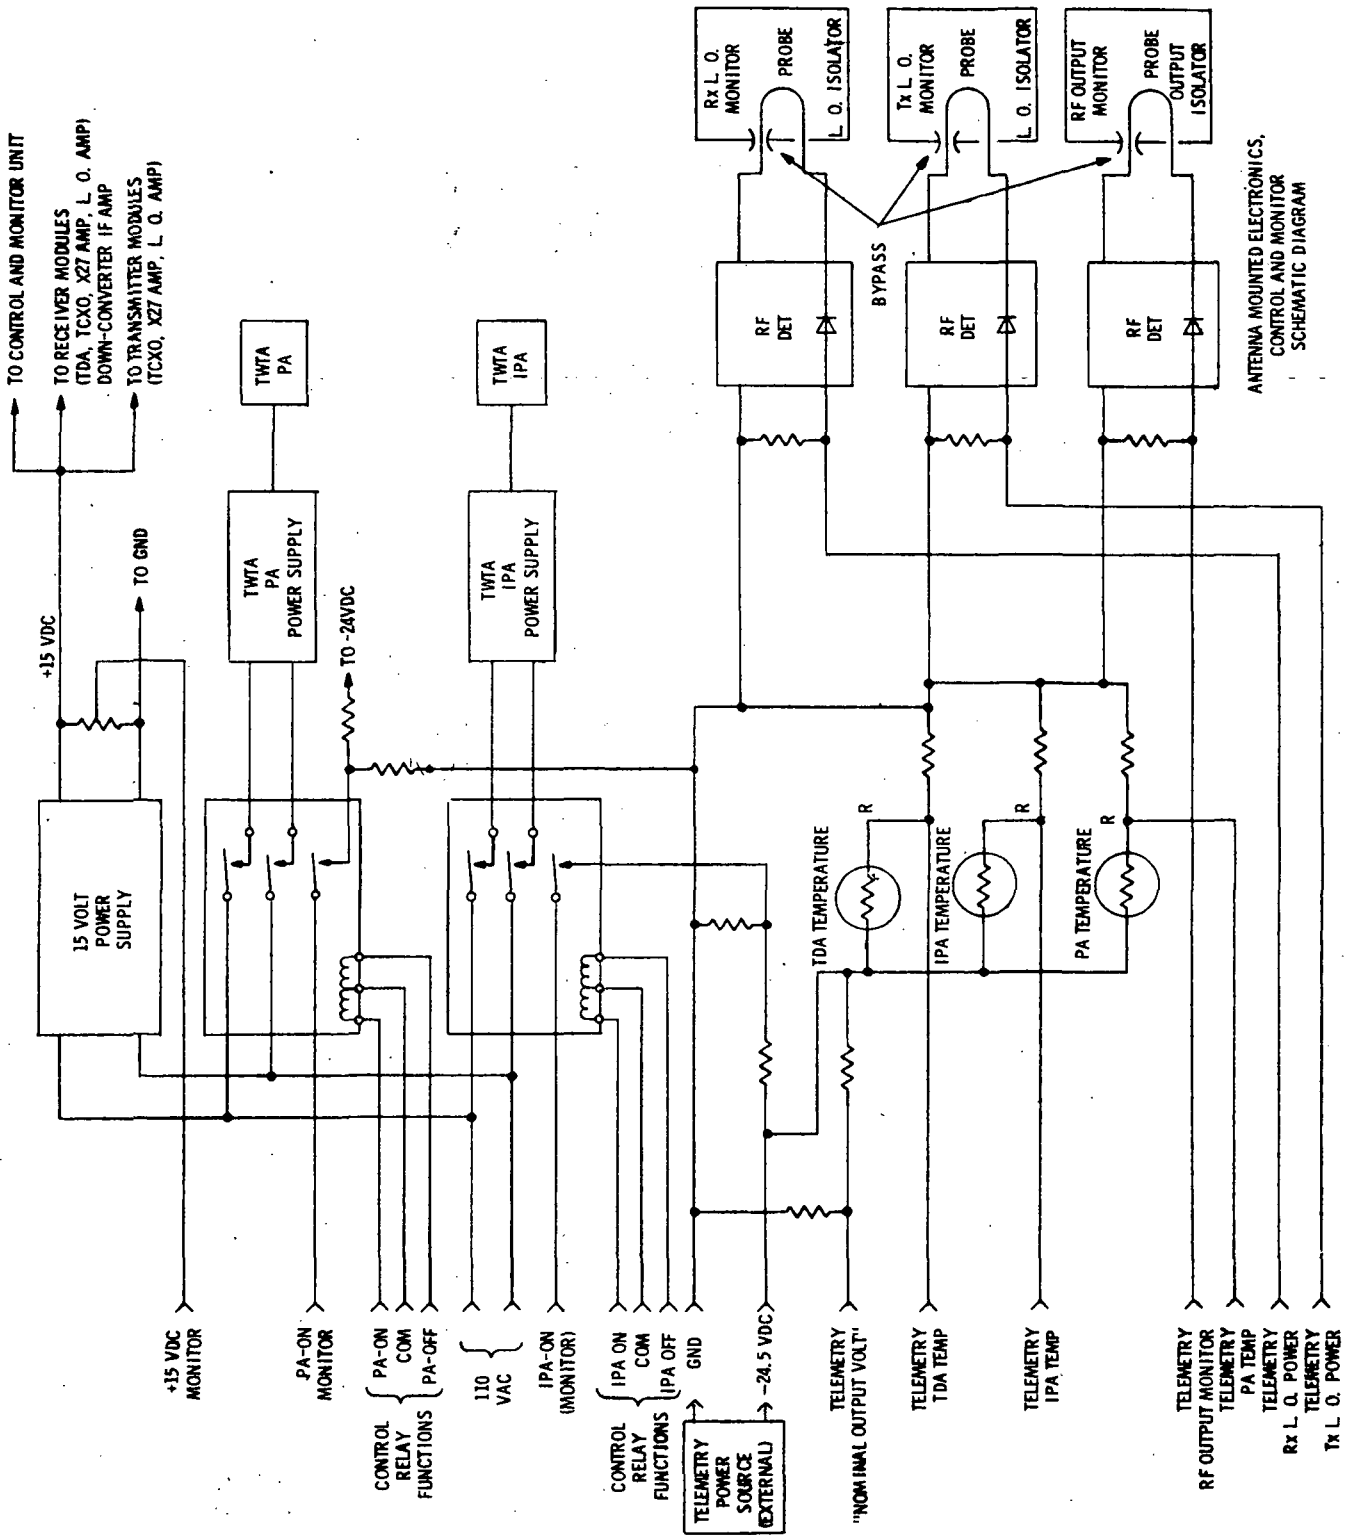 TO CONTROL AND MONITOR UNIT
TO RECEIVER MODULES
(TDA, TCXO, X27 AMP, L O. AMP)
DOWN-CONVERTER IF AMP
TO TRANSMITTER MODULES
(TCXO, X27 AMP, L O. AMP)
+15 VDC
TO GND
15 VOLT
POWER
SUPPLY
+15 VDC
MONITOR
TWTA
PA
TWTA
PA
POWER SUPPLY
TO -24VDC
PA-ON
MONITOR
PA-ON
COM
PA-OFF
CONTROL
RELAY
FUNCTIONS
TWTA
IPA
TWTA
IPA
POWER SUPPLY
110
VAC
IPA-ON
(MONITOR)
IPA ON
COM
IPA OFF
CONTROL
RELAY
FUNCTIONS
GND
-24.5 VDC
TELEMETRY
POWER
SOURCE
(EXTERNAL)
Rx L O.
MONITOR
PROBE
L O. ISOLATOR
Tx L O.
MONITOR
PROBE
L O. ISOLATOR
RF OUTPUT
MONITOR
PROBE
OUTPUT
ISOLATOR
BYPASS
RF
DET
RF
DET
RF
DET
TDA TEMPERATURE
R
IPA TEMPERATURE
R
PA TEMPERATURE
R
TELEMETRY
"NOMINAL OUTPUT VOLT"
TELEMETRY
TDA TEMP
TELEMETRY
IPA TEMP
TELEMETRY
RF OUTPUT MONITOR
TELEMETRY
PA TEMP
TELEMETRY
Rx L O. POWER
TELEMETRY
Tx L O. POWER
ANTENNA MOUNTED ELECTRONICS,
CONTROL AND MONITOR
SCHEMATIC DIAGRAM